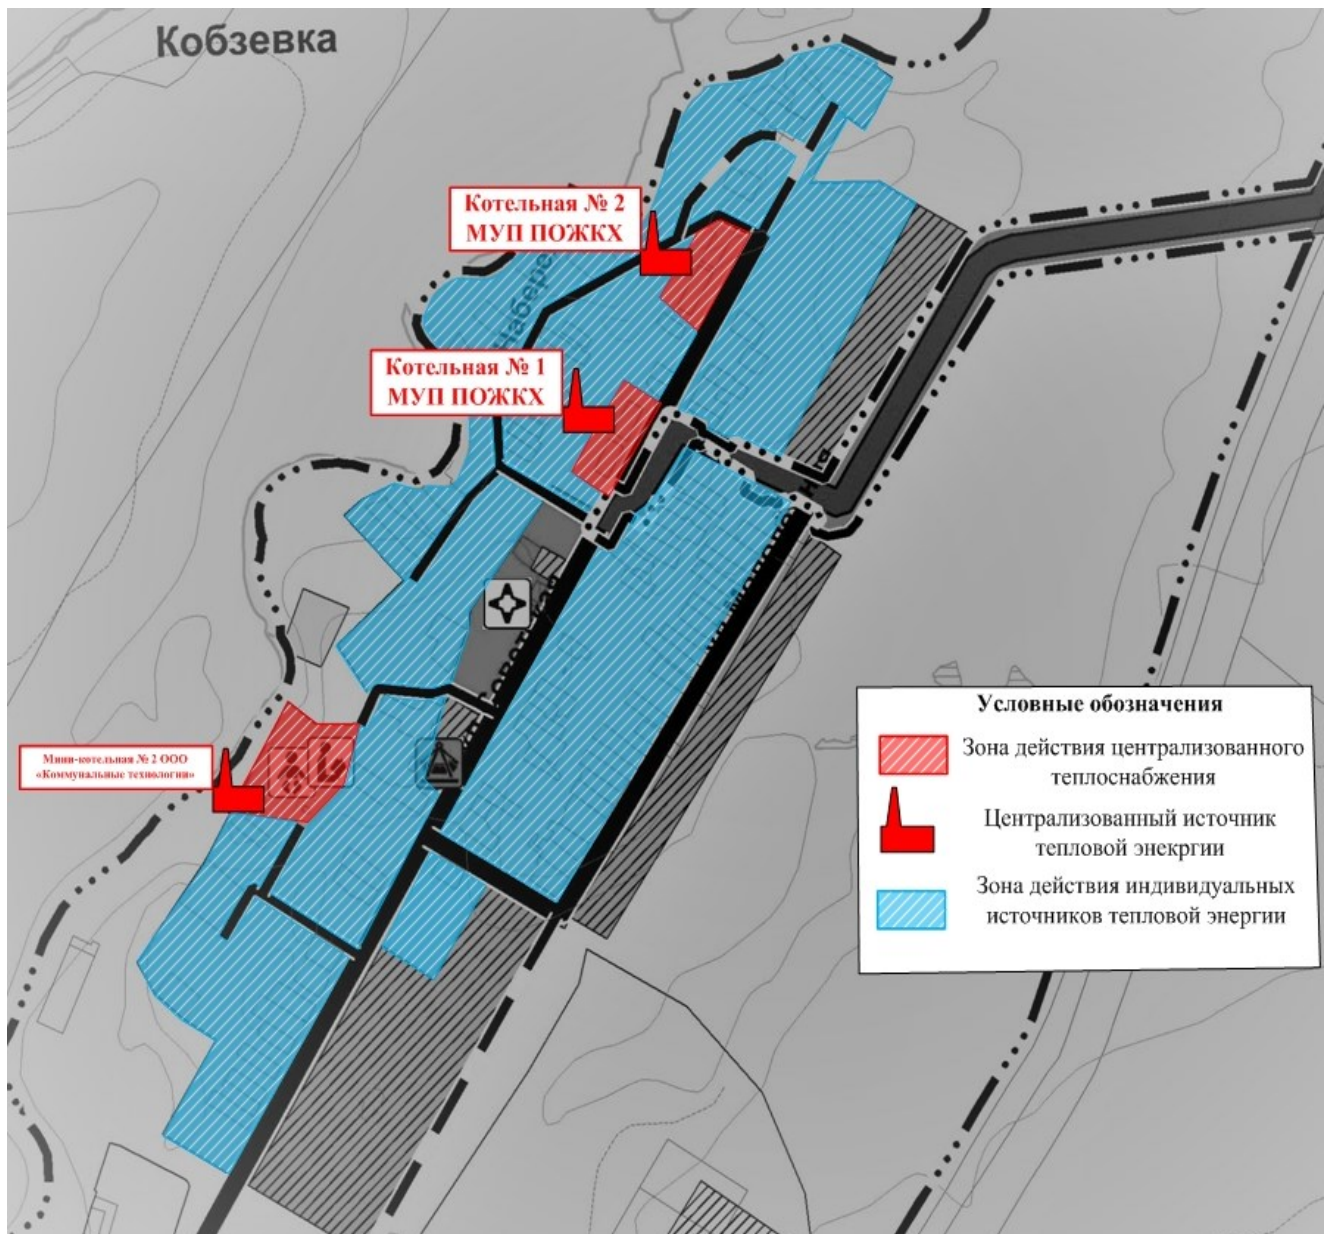 Кобзевка
Котельная № 2
МУП ПОЖКХ
Набере
Котельная № 1
МУП ПОЖКХ
Мини-котельная № 2 ООО
«Коммунальные технологии»
Условные обозначения
Зона действия централизованного
теплоснабжения
Централизованный источник
тепловой энекргии
Зона действия индивидуальных
источников тепловой энергии